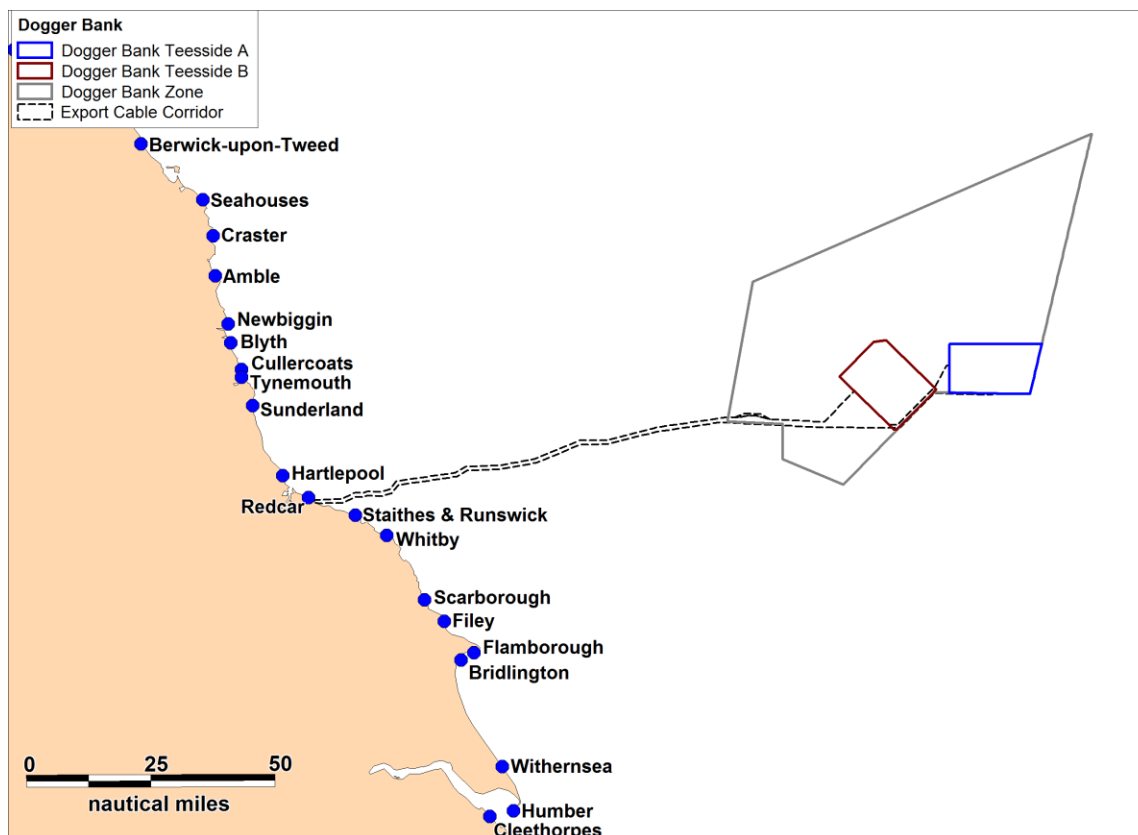 Dogger Bank
Dogger Bank Teesside A
Dogger Bank Teesside B
Dogger Bank Zone
Export Cable Corridor
Berwick-upon-Tweed
Seahouses
Craster
Amble
Newbiggin
Blyth
Cullercoats
Tynemouth
Sunderland
Hartlepool
Redcar
Staithes & Runswick
Whitby
Scarborough
Filey
Flamborough
Bridlington
Withernsea
0 25 50
nautical miles
Humber
Cleethorpes